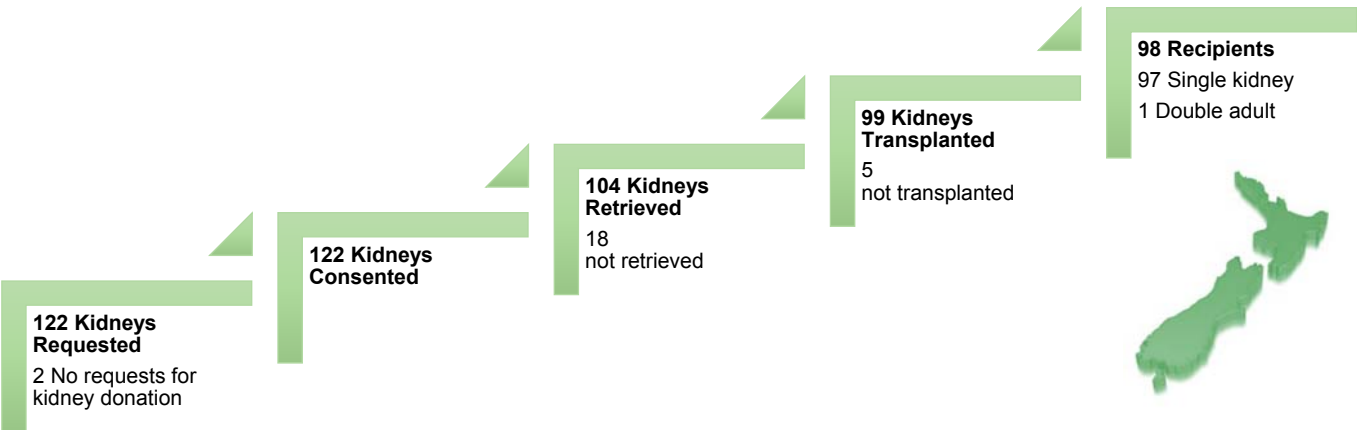 122 Kidneys
Requested
2 No requests for
kidney donation
122 Kidneys
Consented
104 Kidneys
Retrieved
18
not retrieved
99 Kidneys
Transplanted
5
not transplanted
98 Recipients
97 Single kidney
1 Double adult